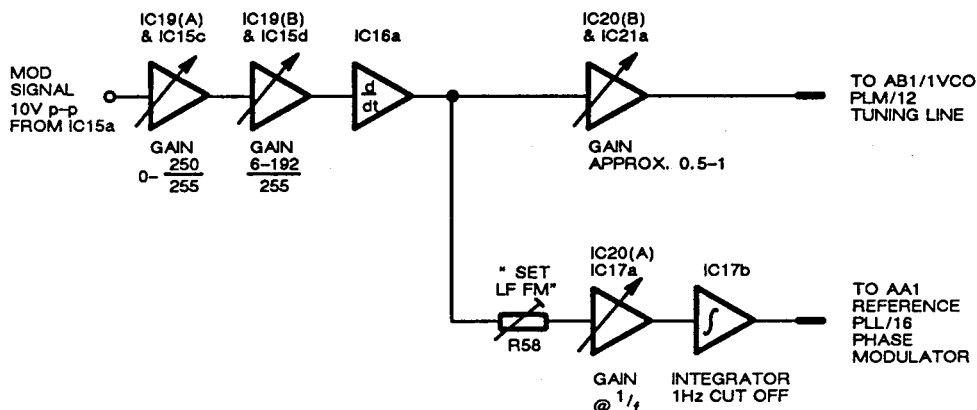 IC19(A)
& IC15c
IC19(B)
& IC15d
IC16a
IC20(B)
& IC21a
MOD
SIGNAL
10V p-p
FROM IC15a
d
dt
TO AB1/1VCO
PLM/12
TUNING LINE
GAIN
0- 250
255
GAIN
6-192
255
GAIN
APPROX. 0.5-1
" SET
LF FM"
R58
IC20(A)
IC17a
IC17b
∫
TO AA1
REFERENCE
PLL/16
PHASE
MODULATOR
GAIN
@ 1/f
INTEGRATOR
1Hz CUT OFF